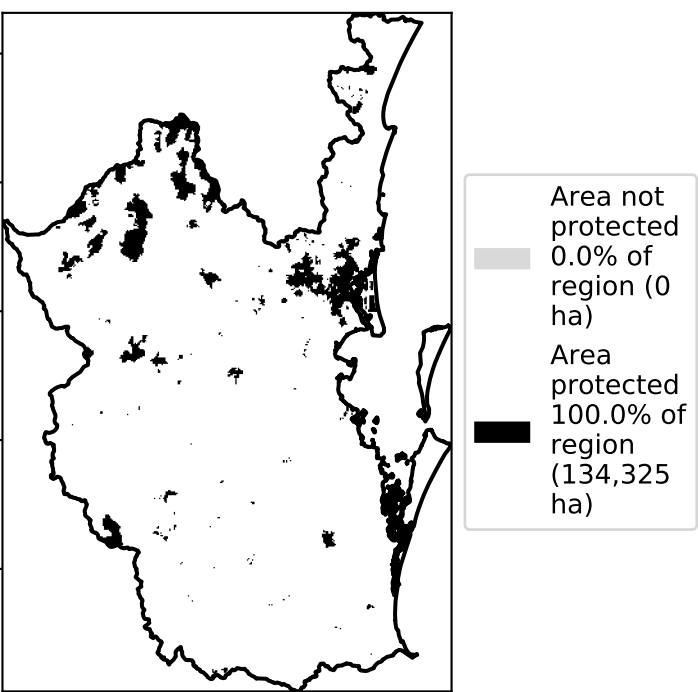 Area not
protected
0.0% of
region (0
ha)
Area
protected
100.0% of
region
(134,325
ha)